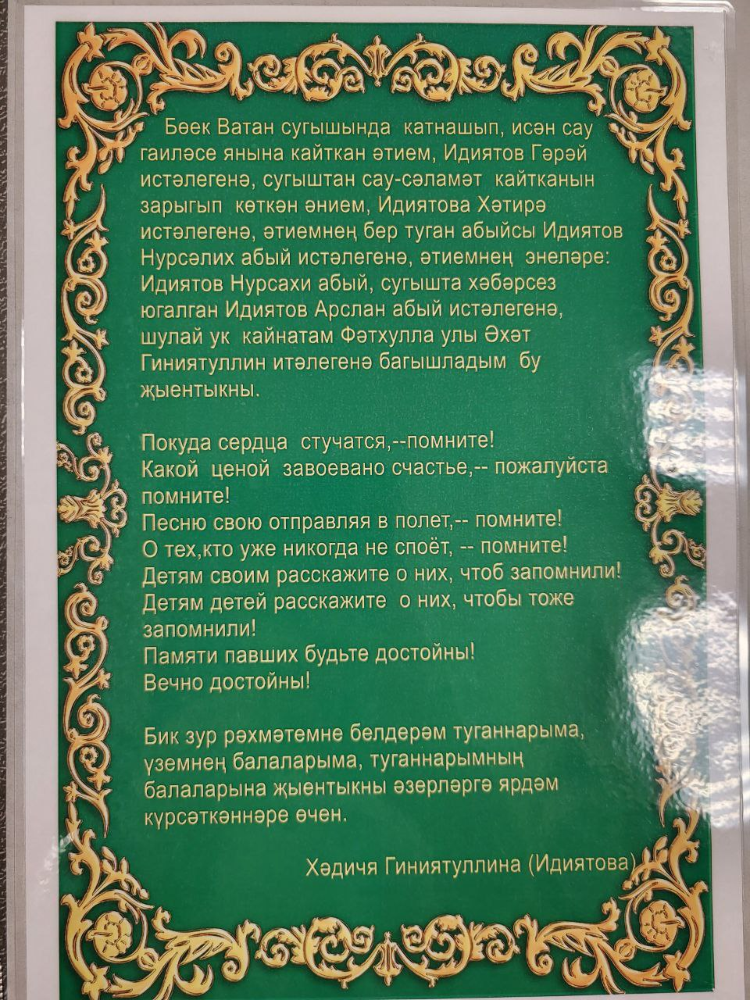 Бөек Ватан сугышында катнашып, исән сау
гаиләсе янына кайткан әтием, Идиятов Гәрәй
истәлегенә, сугыштан сау-сәламәт кайтканын
зарыгып көткән әнием, Идиятова Хәтирә
истәлегенә, әтиемнең бер туган абыйсы Идиятов
Нурсәлих абый истәлегенә, әтиемнең энеләре:
Идиятов Нурсахи абый, сугышта хәбәрсез
югалган Идиятов Арслан абый истәлегенә,
шулай ук кайнатам Фәтхулла улы Әхәт
Гиниятуллин итәлегенә багышладым бу
җыентыкны.
Покуда сердца стучатся,--помните!
Какой ценой завоевано счастье,-- пожалуйста
помните!
Песню свою отправляя в полет,-- помните!
О тех,кто уже никогда не споёт, -- помните!
Детям своим расскажите о них, чтоб запомнили!
Детям детей расскажите о них, чтобы тоже
запомнили!
Памяти павших будьте достойны!
Вечно достойны!
Бик зур рәхмәтемне белдерәм туганнарыма,
үземнең балаларыма, туганнарымның
балаларына җыентыкны әзерләргә ярдәм
күрсәткәннәре өчен.
Хәдичя Гиниятуллина (Идиятова)